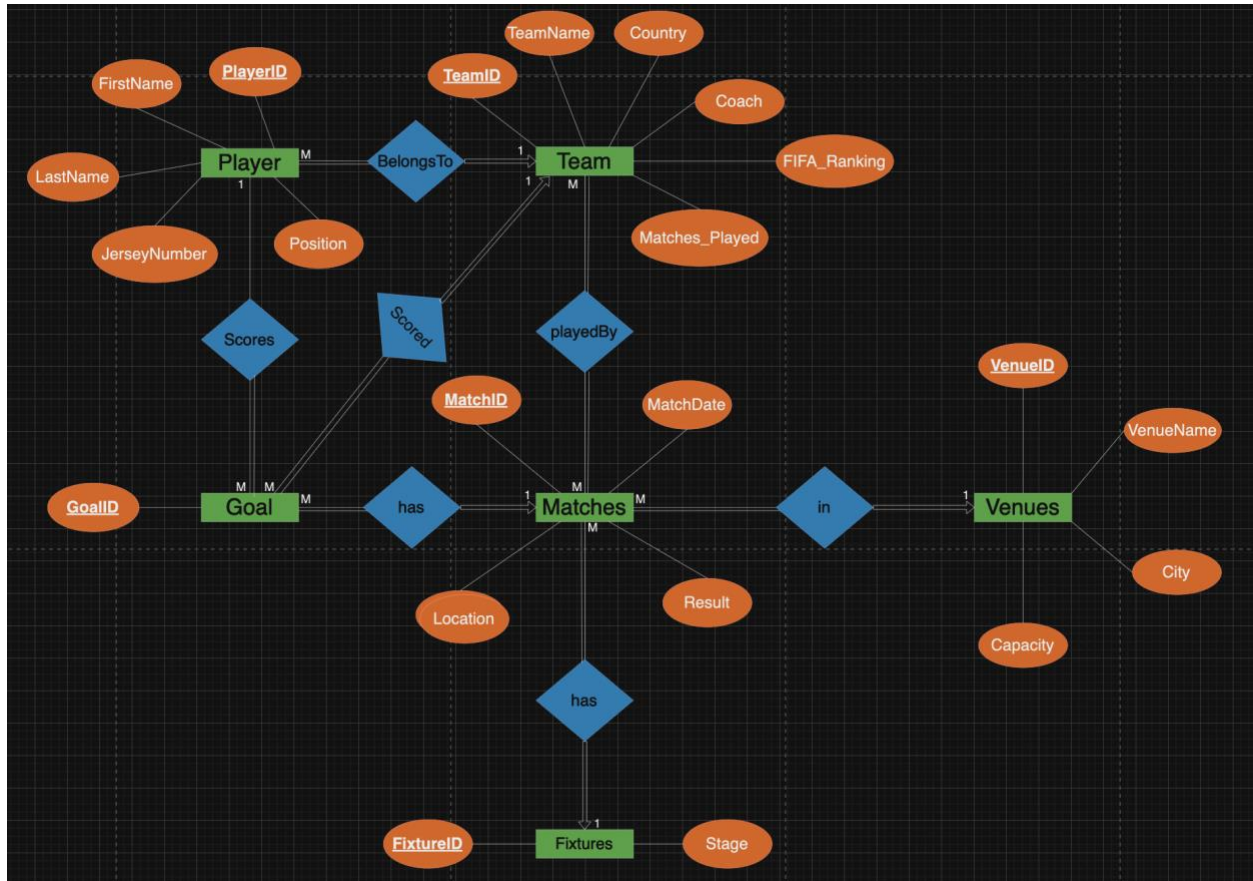 TeamName
Country
PlayerID
FirstName
TeamID
Coach
M
1
Player
BelongsTo
Team
FIFA_Ranking
LastName
1
1
M
JerseyNumber
Position
Matches_Played
Scores
Scored
playedBy
VenueID
MatchID
MatchDate
VenueName
M
M
M
M
1
M
1
GoalID
Goal
has
Matches
in
Venues
M
City
Location
Result
Capacity
has
1
FixtureID
Fixtures
Stage